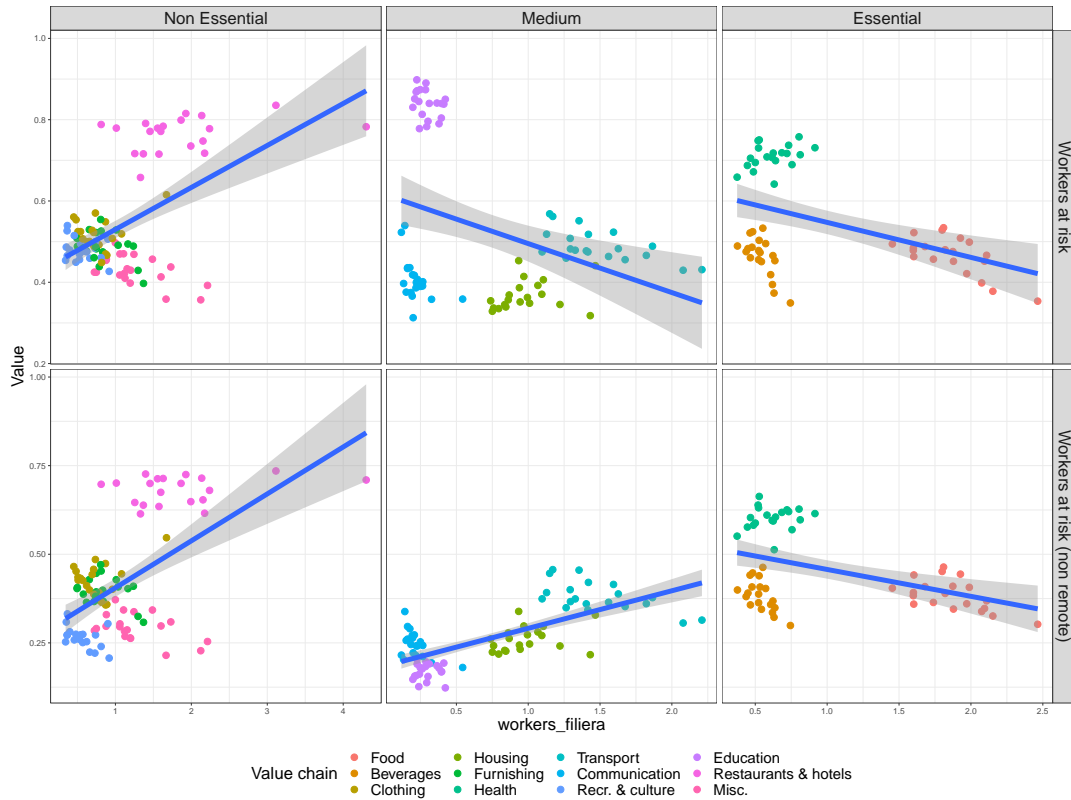 Non Essential Medium Essential
1.0
0.8
0.6
0.4
0.2
Workers at risk
Value
1.00
0.75
0.50
0.25
Workers at risk (non remote)
1 2 3 4 0.5 1.0 1.5 2.0 0.5 1.0 1.5 2.0 2.5
workers_filiera
Value chain
Food Housing Transport Education
Beverages Furnishing Communication Restaurants & hotels
Clothing Health Recr. & culture Misc.